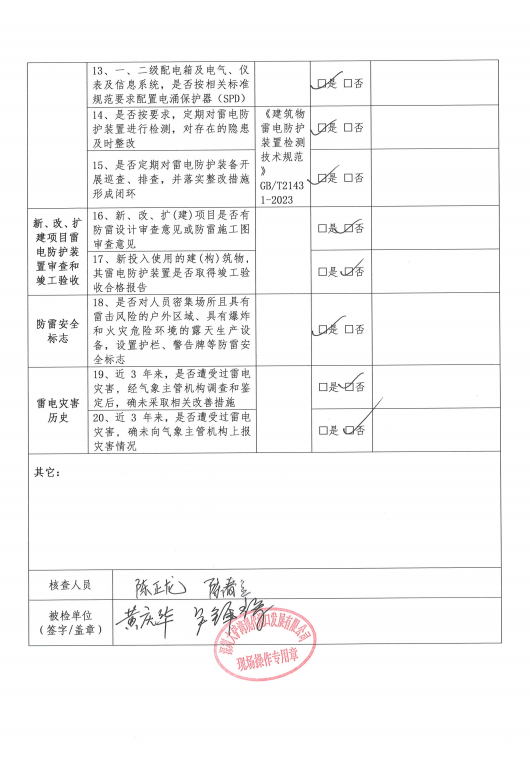 13、一、二级配电箱及电气、仪
表及信息系统，是否按相关标准
规范要求配置电涌保护器（SPD）
☐是 ☐否
14、是否按要求，定期对雷电防
护装置进行检测，对存在的隐患
及时整改
《建筑物
雷电防护
装置检测
技术规范
》
GB/T2143
1-2023
☐是 ☐否
15、是否定期对雷电防护装备开
展巡查、排查，并落实整改措施
形成闭环
☐是 ☐否
新、改、扩
建项目雷
电防护装
置审查和
竣工验收
16、新、改、扩(建)项目是否有
防雷设计审查意见或防雷施工图
审查意见
☐是 ☐否
17、新投入使用的建(构)筑物，
其雷电防护装置是否取得竣工验
收合格报告
☐是 ☐否
防雷安全
标志
18、是否对人员密集场所且具有
雷击风险的户外区域、具有爆炸
和火灾危险环境的露天生产设
备，设置护栏、警告牌等防雷安
全标志
☐是 ☐否
雷电灾害
历史
19、近 3 年来，是否遭受过雷电
灾害，经气象主管机构调查和鉴
定后，确未采取相关改善措施
☐是 ☐否
20、近 3 年来，是否遭受过雷电
灾害，确未向气象主管机构上报
灾害情况
☐是 ☐否
其它：
核查人员
陈正龙
被检单位
（签字/盖章）
黄庆华
发展有限公司
现场操作专用章